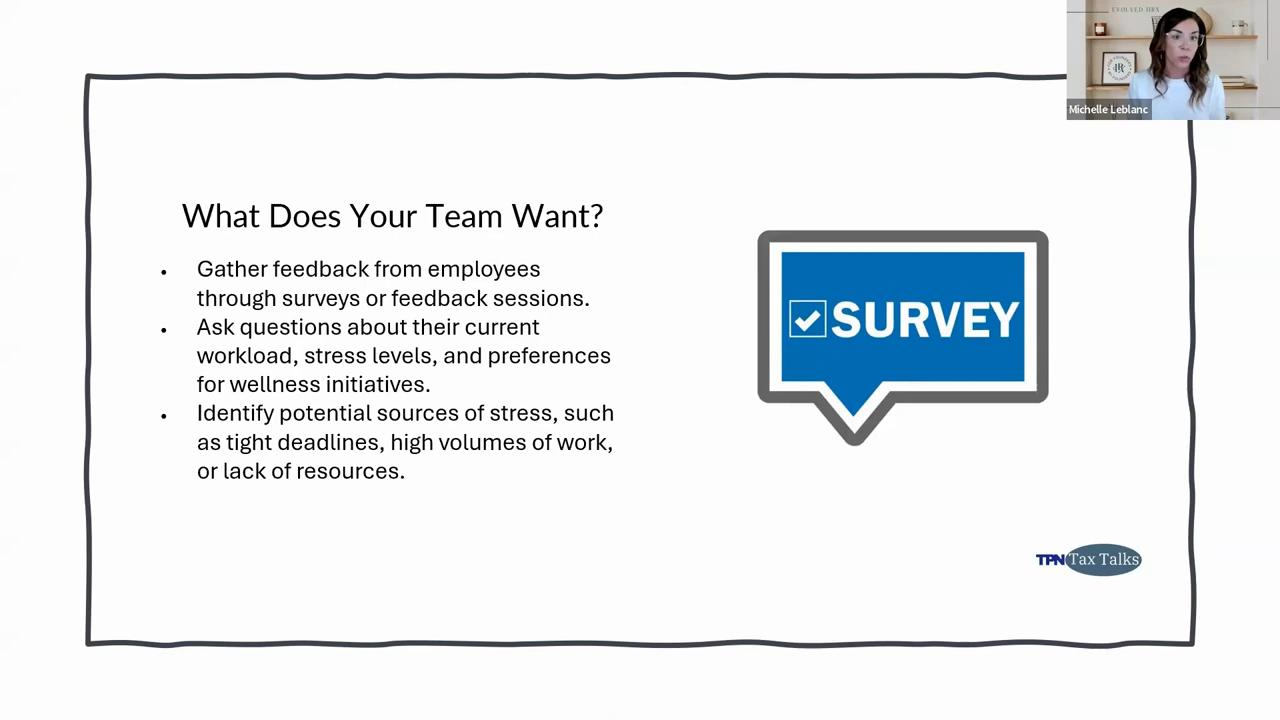 EVOLVED HRX
Michelle Leblanc
What Does Your Team Want?
• Gather feedback from employees
through surveys or feedback sessions.
• Ask questions about their current
workload, stress levels, and preferences
for wellness initiatives.
• Identify potential sources of stress, such
as tight deadlines, high volumes of work,
or lack of resources.
SURVEY
TPN Tax Talks